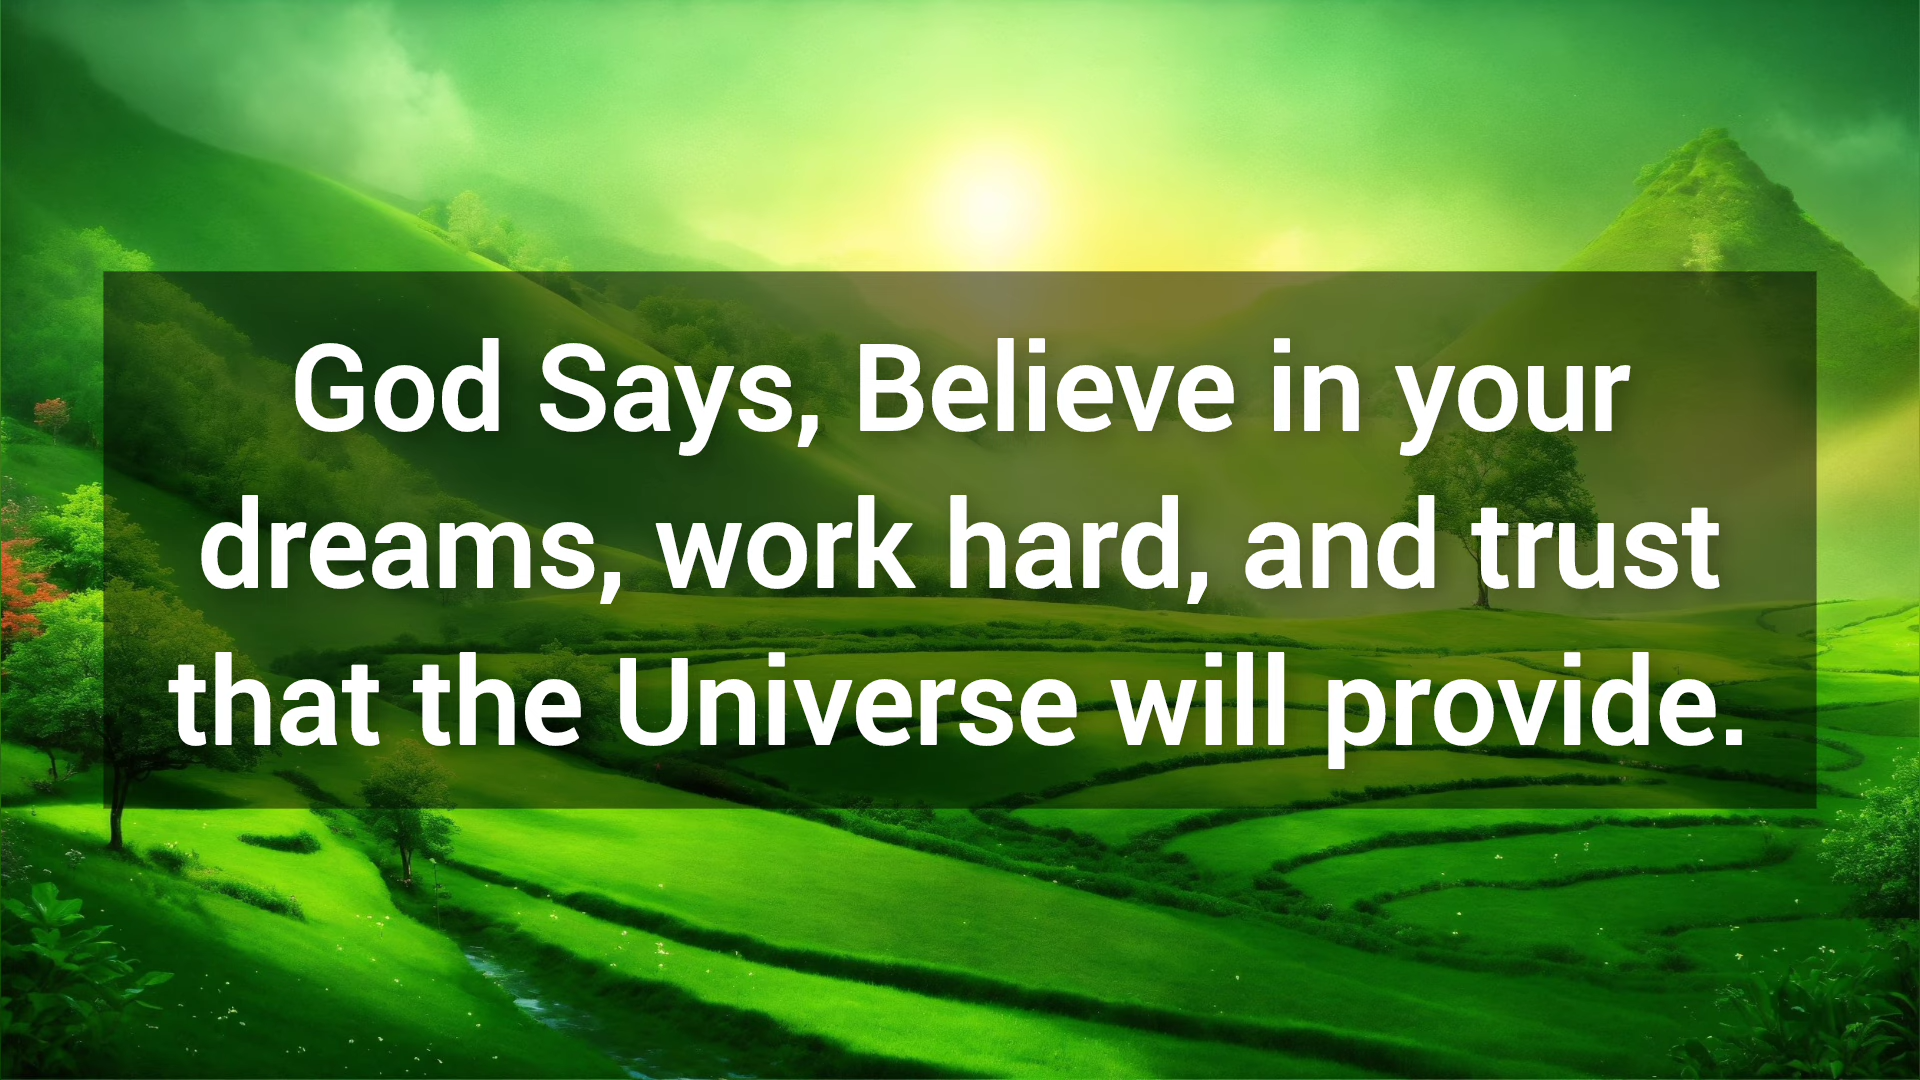 God Says, Believe in your
dreams, work hard, and trust
that the Universe will provide.